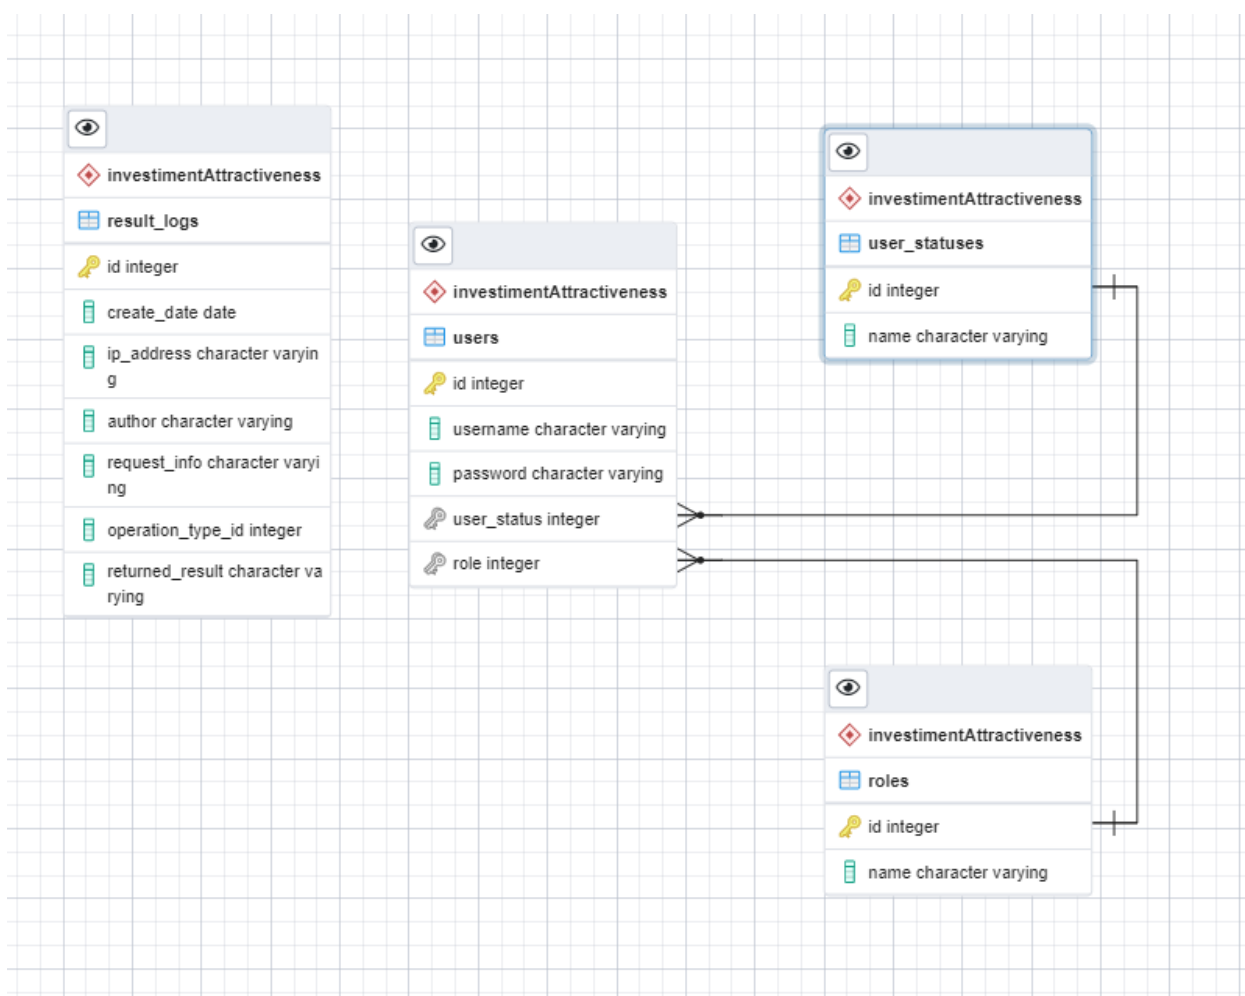 investimentAttractiveness
result_logs
id integer
create_date date
ip_address character varyin
g
author character varying
request_info character varyi
ng
operation_type_id integer
returned_result character va
rying
investimentAttractiveness
users
id integer
username character varying
password character varying
user_status integer
role integer
investimentAttractiveness
user_statuses
id integer
name character varying
investimentAttractiveness
roles
id integer
name character varying